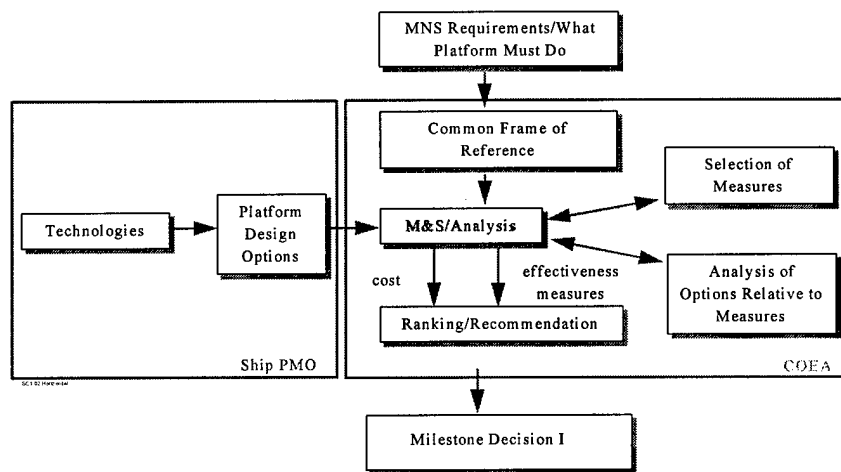 MNS Requirements/What
Platform Must Do
Common Frame of
Reference
Selection of
Measures
Technologies
Platform
Design
Options
M&S/Analysis
cost
effectiveness
measures
Analysis of
Options Relative to
Measures
Ranking/Recommendation
Ship PMO
COEA
Milestone Decision I